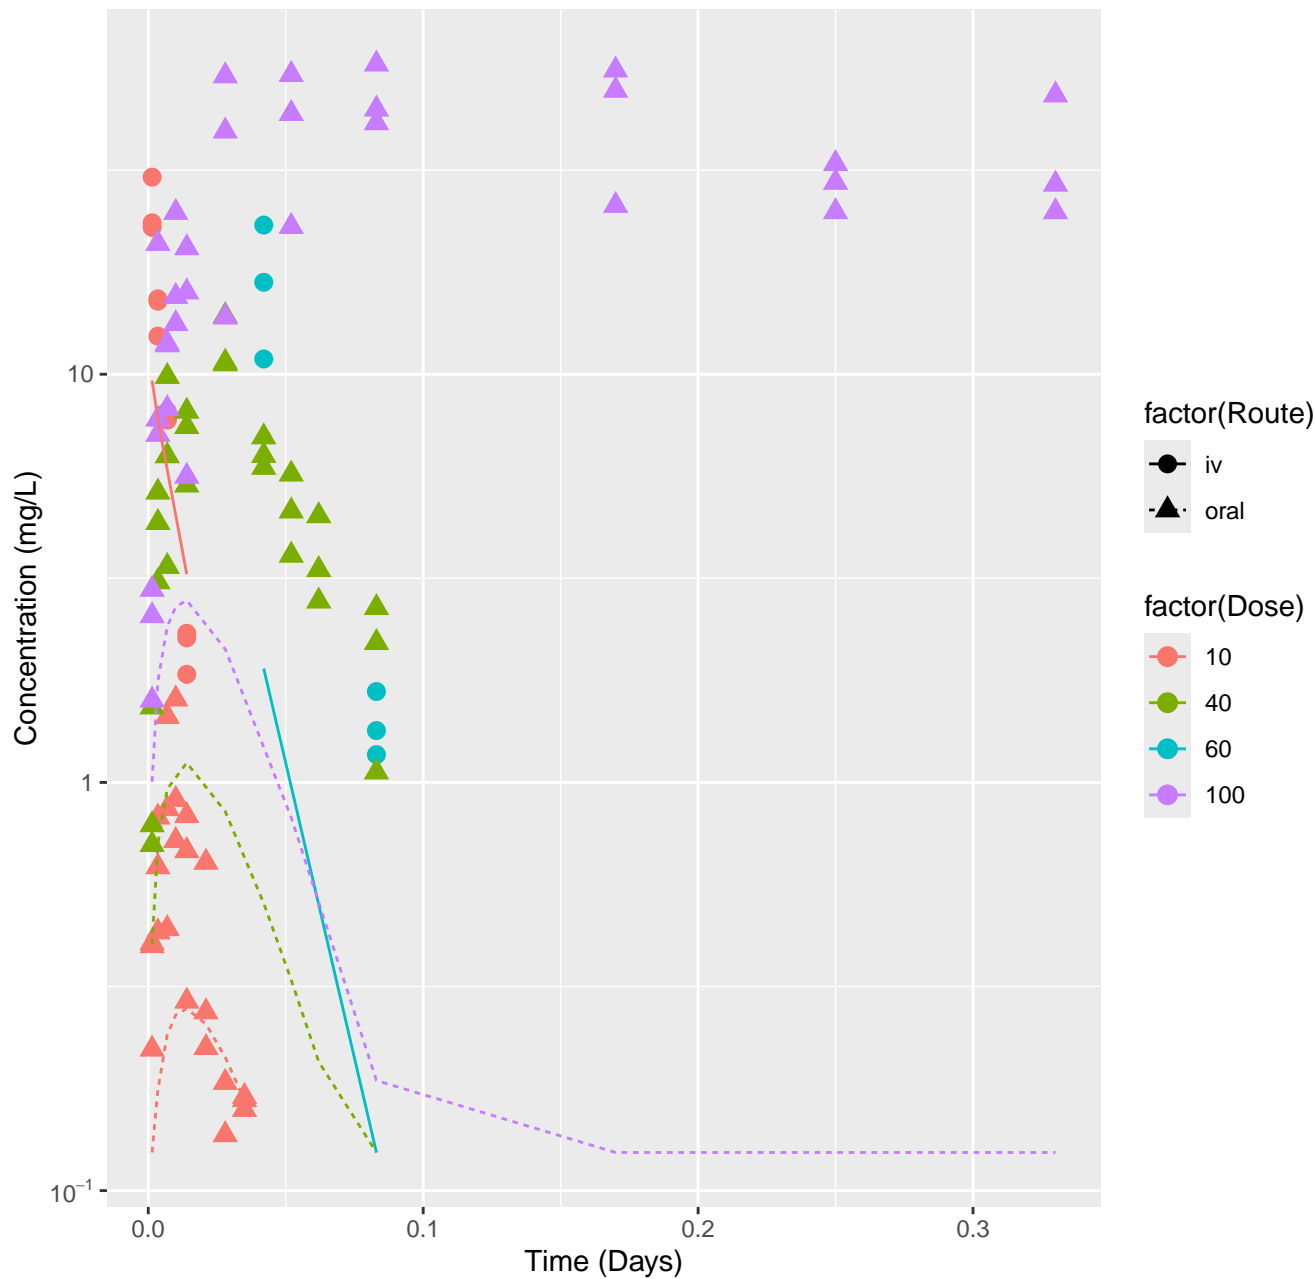 Concentration (mg/L)
10
1
10⁻¹
0.0
0.1
0.2
0.3
Time (Days)
factor(Route)
iv
oral
factor(Dose)
10
40
60
100